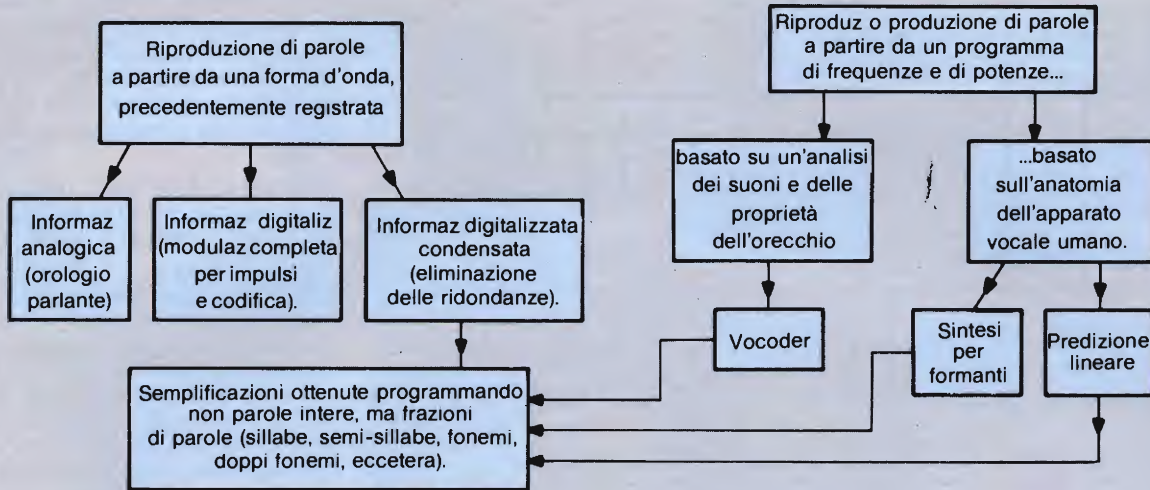 Riproduzione di parole
a partire da una forma d'onda,
precedentemente registrata
Informaz
analogica
(orologio
parlante)
Informaz digitaliz
(modulaz completa
per impulsi
e codifica).
Informaz digitalizzata
condensata
(eliminazione
delle ridondanze).
Riproduz o produzione di parole
a partire da un programma
di frequenze e di potenze...
basato su un'analisi
dei suoni e delle
proprietà
dell'orecchio
...basato
sull'anatomia
dell'apparato
vocale umano.
Vocoder
Sintesi
per
formanti
Predizione
lineare
Semplificazioni ottenute programmando
non parole intere, ma frazioni
di parole (sillabe, semi-sillabe, fonemi,
doppi fonemi, eccetera).